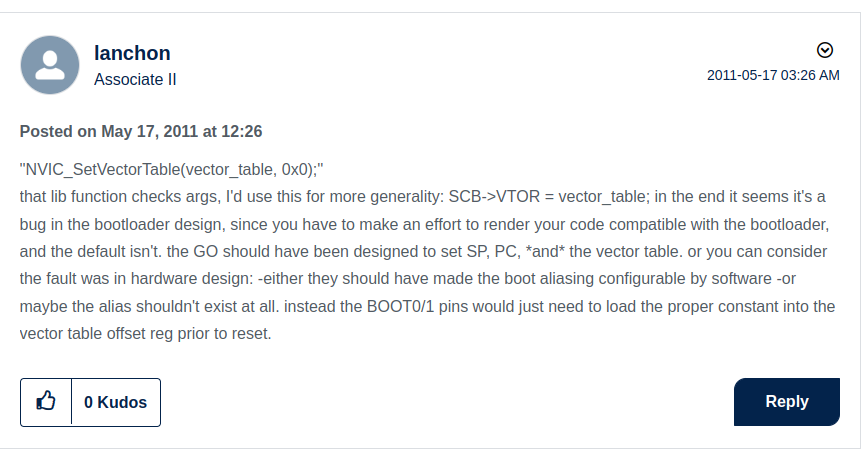 lanchon
Associate II
2011-05-17 03:26 AM
Posted on May 17, 2011 at 12:26
"NVIC_SetVectorTable(vector_table, 0x0);"
that lib function checks args, I'd use this for more generality: SCB->VTOR = vector_table; in the end it seems it's a
bug in the bootloader design, since you have to make an effort to render your code compatible with the bootloader,
and the default isn't. the GO should have been designed to set SP, PC, *and* the vector table. or you can consider
the fault was in hardware design: -either they should have made the boot aliasing configurable by software -or
maybe the alias shouldn't exist at all. instead the BOOT0/1 pins would just need to load the proper constant into the
vector table offset reg prior to reset.
0 Kudos
Reply